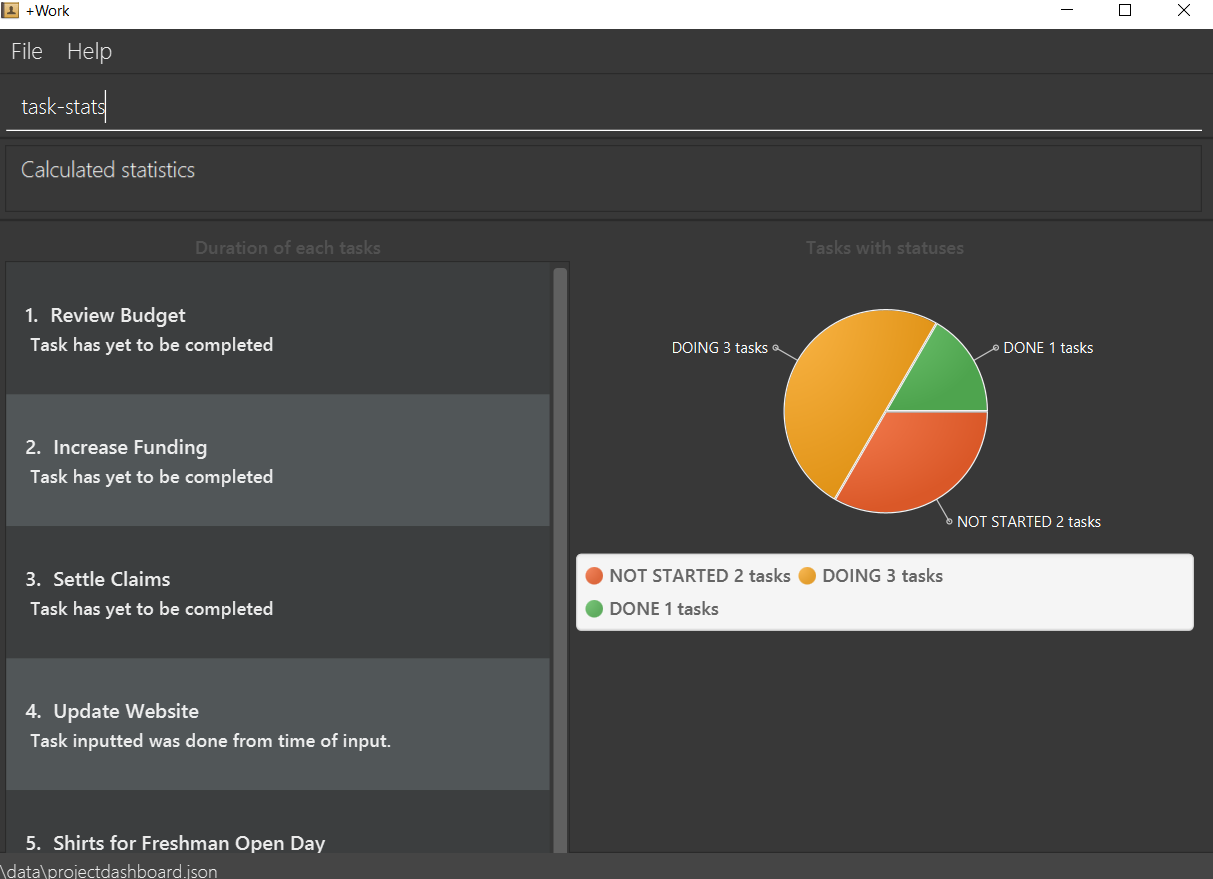 +Work
File Help
task-stats
Calculated statistics
Duration of each tasks
1. Review Budget
Task has yet to be completed
2. Increase Funding
Task has yet to be completed
3. Settle Claims
Task has yet to be completed
4. Update Website
Task inputted was done from time of input.
5. Shirts for Freshman Open Day
Tasks with statuses
DOING 3 tasks
DONE 1 tasks
NOT STARTED 2 tasks
NOT STARTED 2 tasks DOING 3 tasks
DONE 1 tasks
\data\projectdashboard.json